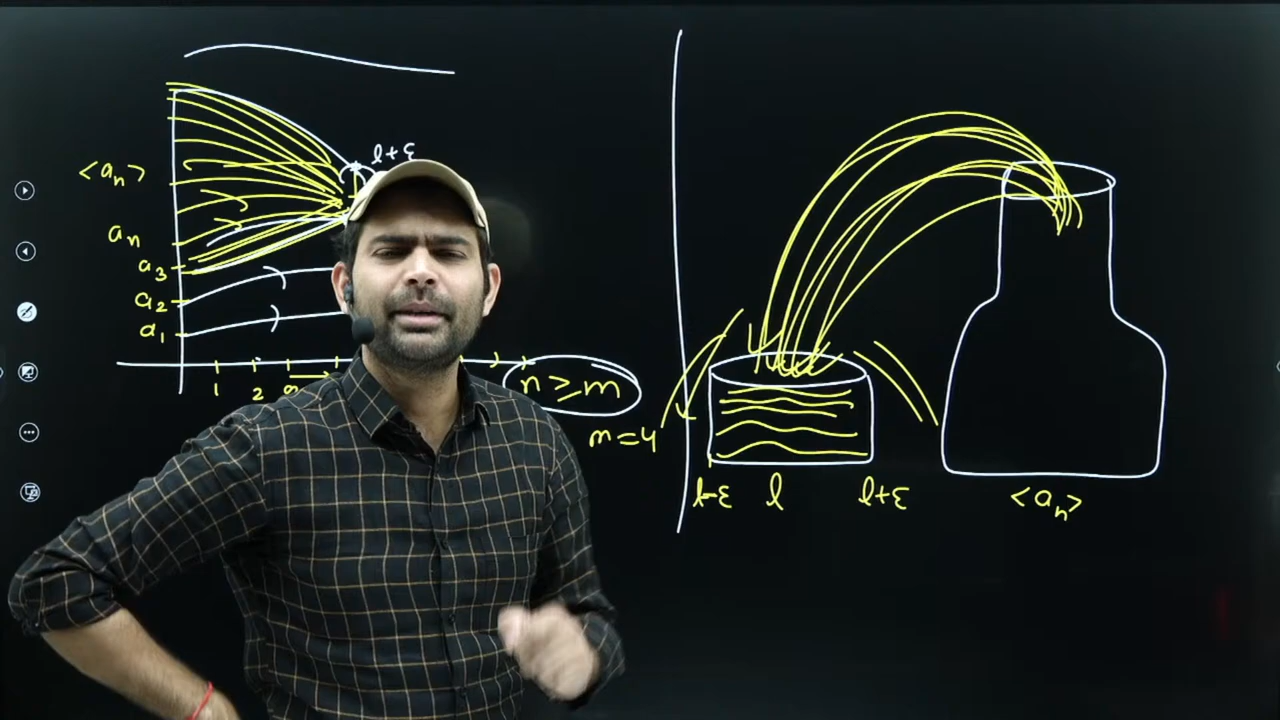 l+ε
<aₙ>
aₙ
a₃
a₂
a₁
1 2
n ≥ m
m = 4
l-ε l l+ε
<aₙ>